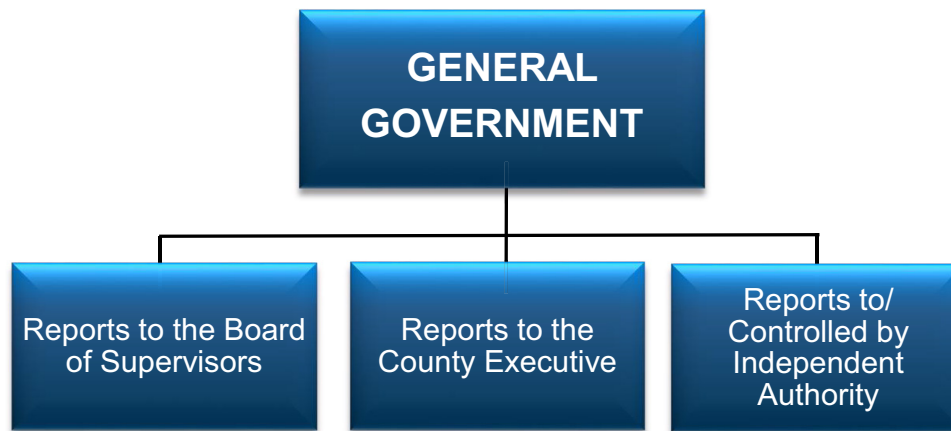 GENERAL
GOVERNMENT
Reports to the Board
of Supervisors
Reports to the
County Executive
Reports to/
Controlled by
Independent
Authority